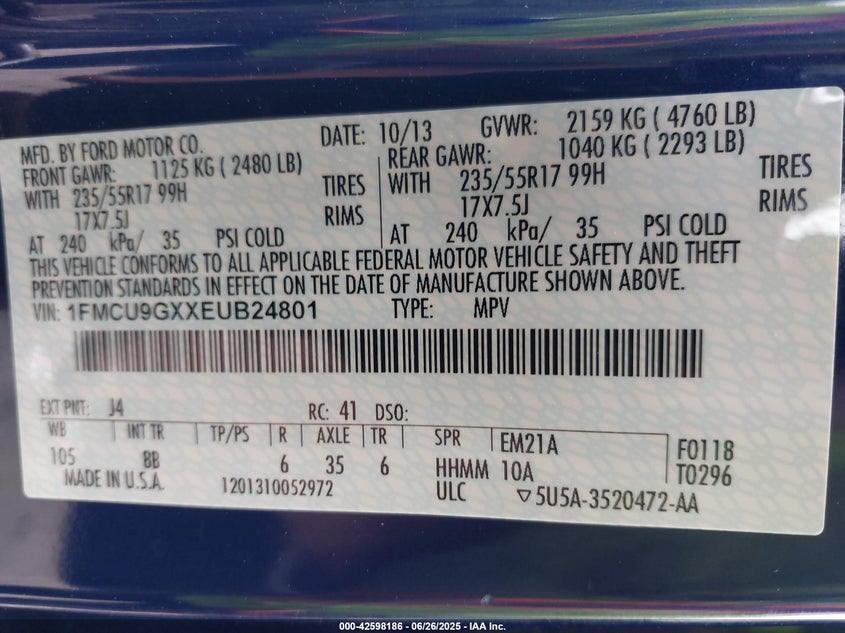 MFD. BY FORD MOTOR CO. DATE: 10/13 GVWR: 2159 KG ( 4760 LB)
FRONT GAWR: 1125 KG ( 2480 LB) REAR GAWR: 1040 KG ( 2293 LB)
WITH 235/55R17 99H TIRES WITH 235/55R17 99H TIRES
17X7.5J RIMS 17X7.5J RIMS
AT 240 kPa/ 35 PSI COLD AT 240 kPa/ 35 PSI COLD
THIS VEHICLE CONFORMS TO ALL APPLICABLE FEDERAL MOTOR VEHICLE SAFETY AND THEFT
PREVENTION STANDARDS IN EFFECT ON THE DATE OF MANUFACTURE SHOWN ABOVE.
VIN: 1FMCU9GXXEUB24801 TYPE: MPV
EXT PNT: J4 RC: 41 DSO:
WB INT TR TP/PS R AXLE TR SPR EM21A F0118
105 8B 6 35 6 HHMM 10A T0296
MADE IN U.S.A. 1201310052972 ULC ▽5U5A-3520472-AA
000-42598186 - 06/26/2025 - IAA Inc.